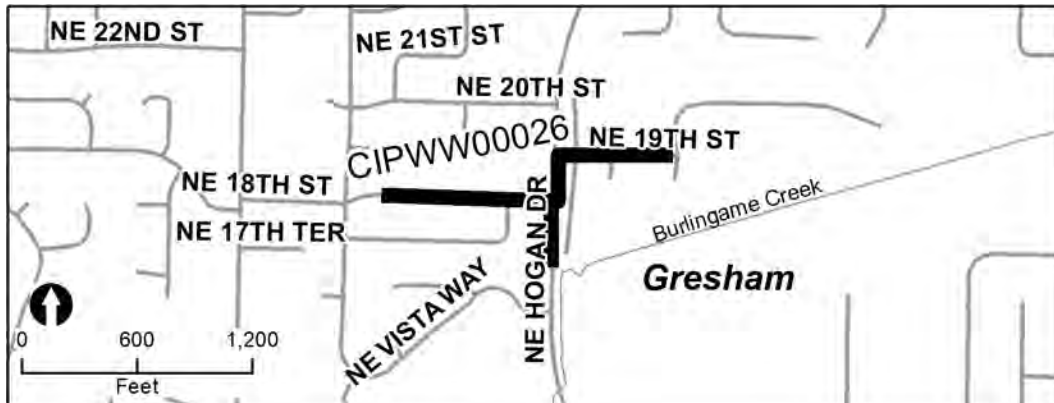 NE 22ND ST
NE 21ST ST
NE 20TH ST
CIPWW00026
NE 19TH ST
NE 18TH ST
NE 17TH TER
NE HOGAN DR
Burlingame Creek
Gresham
NE VISTA WAY
0 600 1,200
Feet